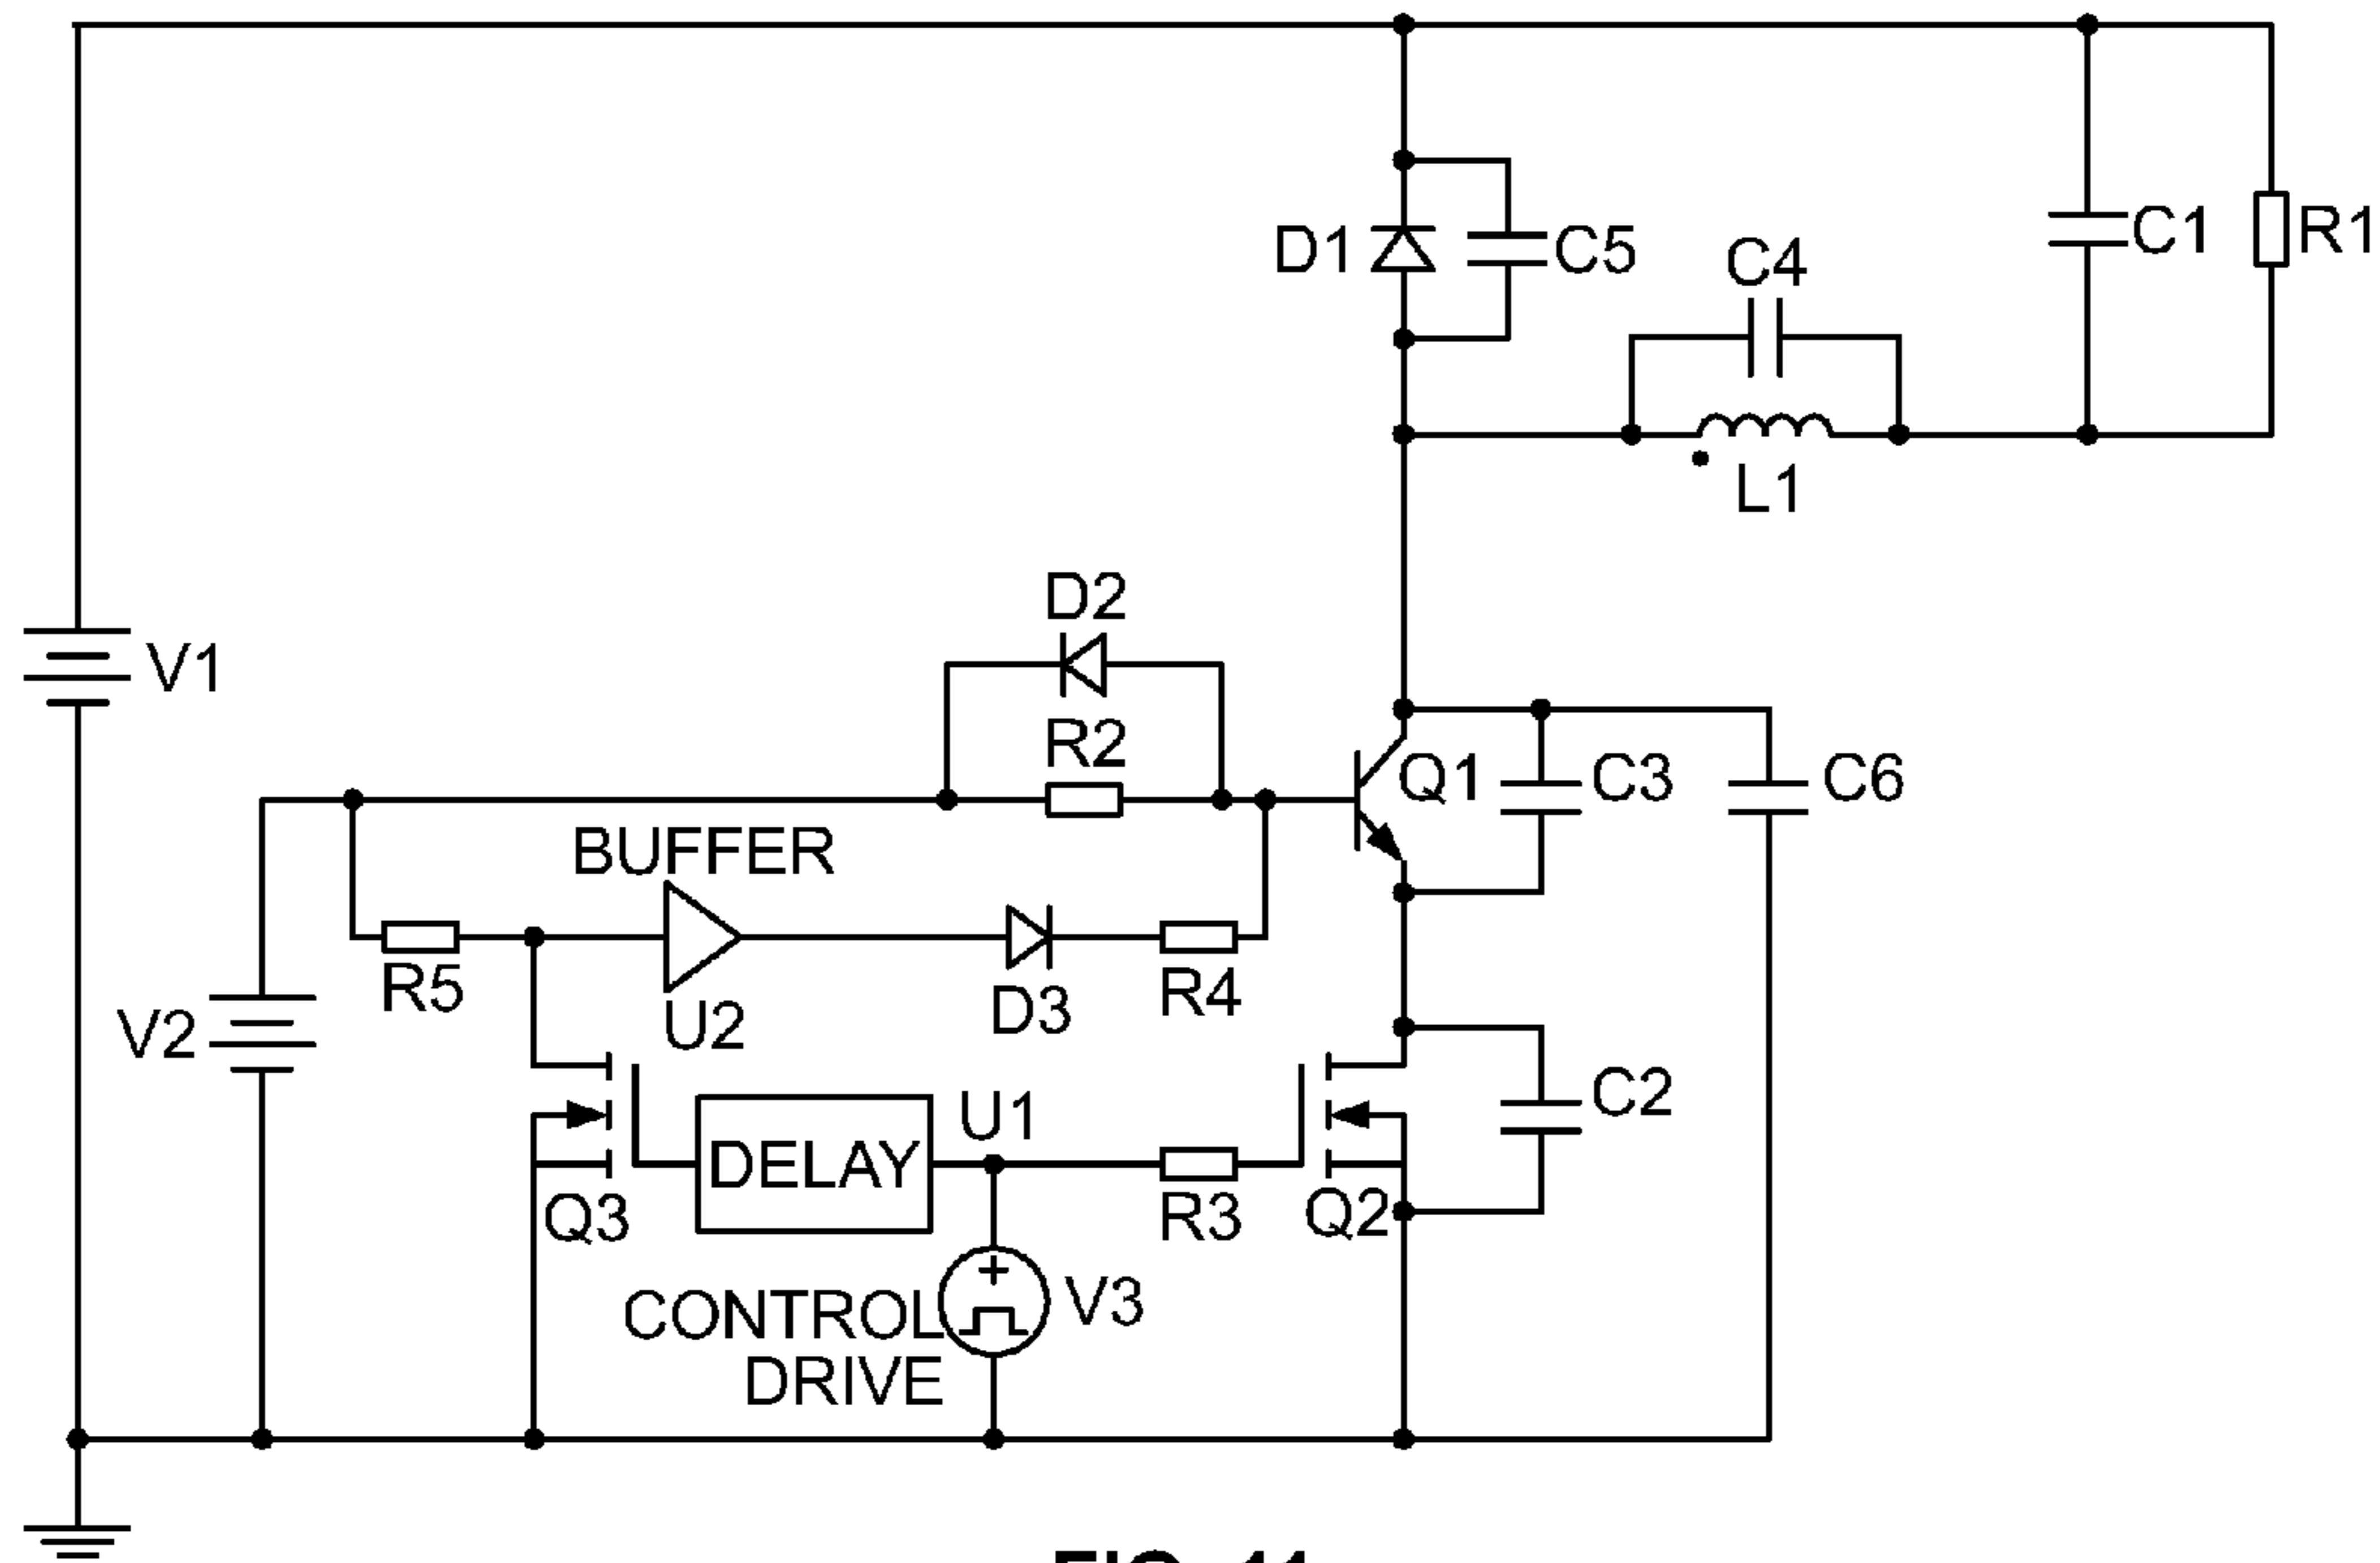 D1
C5
C4
C1
R1
L1
V1
D2
R2
Q1
C3
C6
BUFFER
R5
U2
D3
R4
V2
U1
C2
DELAY
Q3
R3
Q2
CONTROL
DRIVE
V3
+